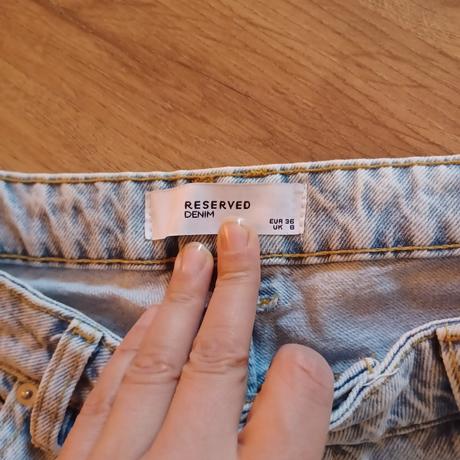 RESERVED
DENIM
EUR 36
UK 8